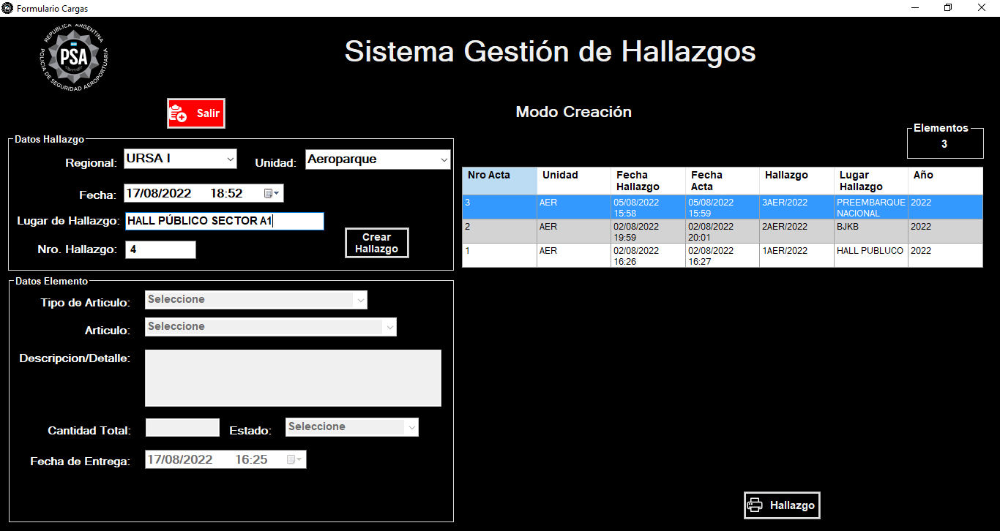 Formulario Cargas
REPUBLICA ARGENTINA
PSA
POLICIA DE SEGURIDAD AEROPORTUARIA
Sistema Gestión de Hallazgos
Salir
Modo Creación
Elementos
3
Datos Hallazgo
Regional: URSA I Unidad: Aeroparque
Fecha: 17/08/2022 18:52
Lugar de Hallazgo: HALL PÚBLICO SECTOR A1
Nro. Hallazgo: 4
Crear
Hallazgo
Nro Acta Unidad Fecha Hallazgo Fecha Acta Hallazgo Lugar Hallazgo Año
3 AER 05/08/2022 15:58 05/08/2022 15:59 3AER/2022 PREEMBARQUE NACIONAL 2022
2 AER 02/08/2022 19:59 02/08/2022 20:01 2AER/2022 BJKB 2022
1 AER 02/08/2022 16:26 02/08/2022 16:27 1AER/2022 HALL PUBLUCO 2022
Datos Elemento
Tipo de Articulo: Seleccione
Articulo: Seleccione
Descripcion/Detalle:
Cantidad Total: Estado: Seleccione
Fecha de Entrega: 17/08/2022 16:25
Hallazgo